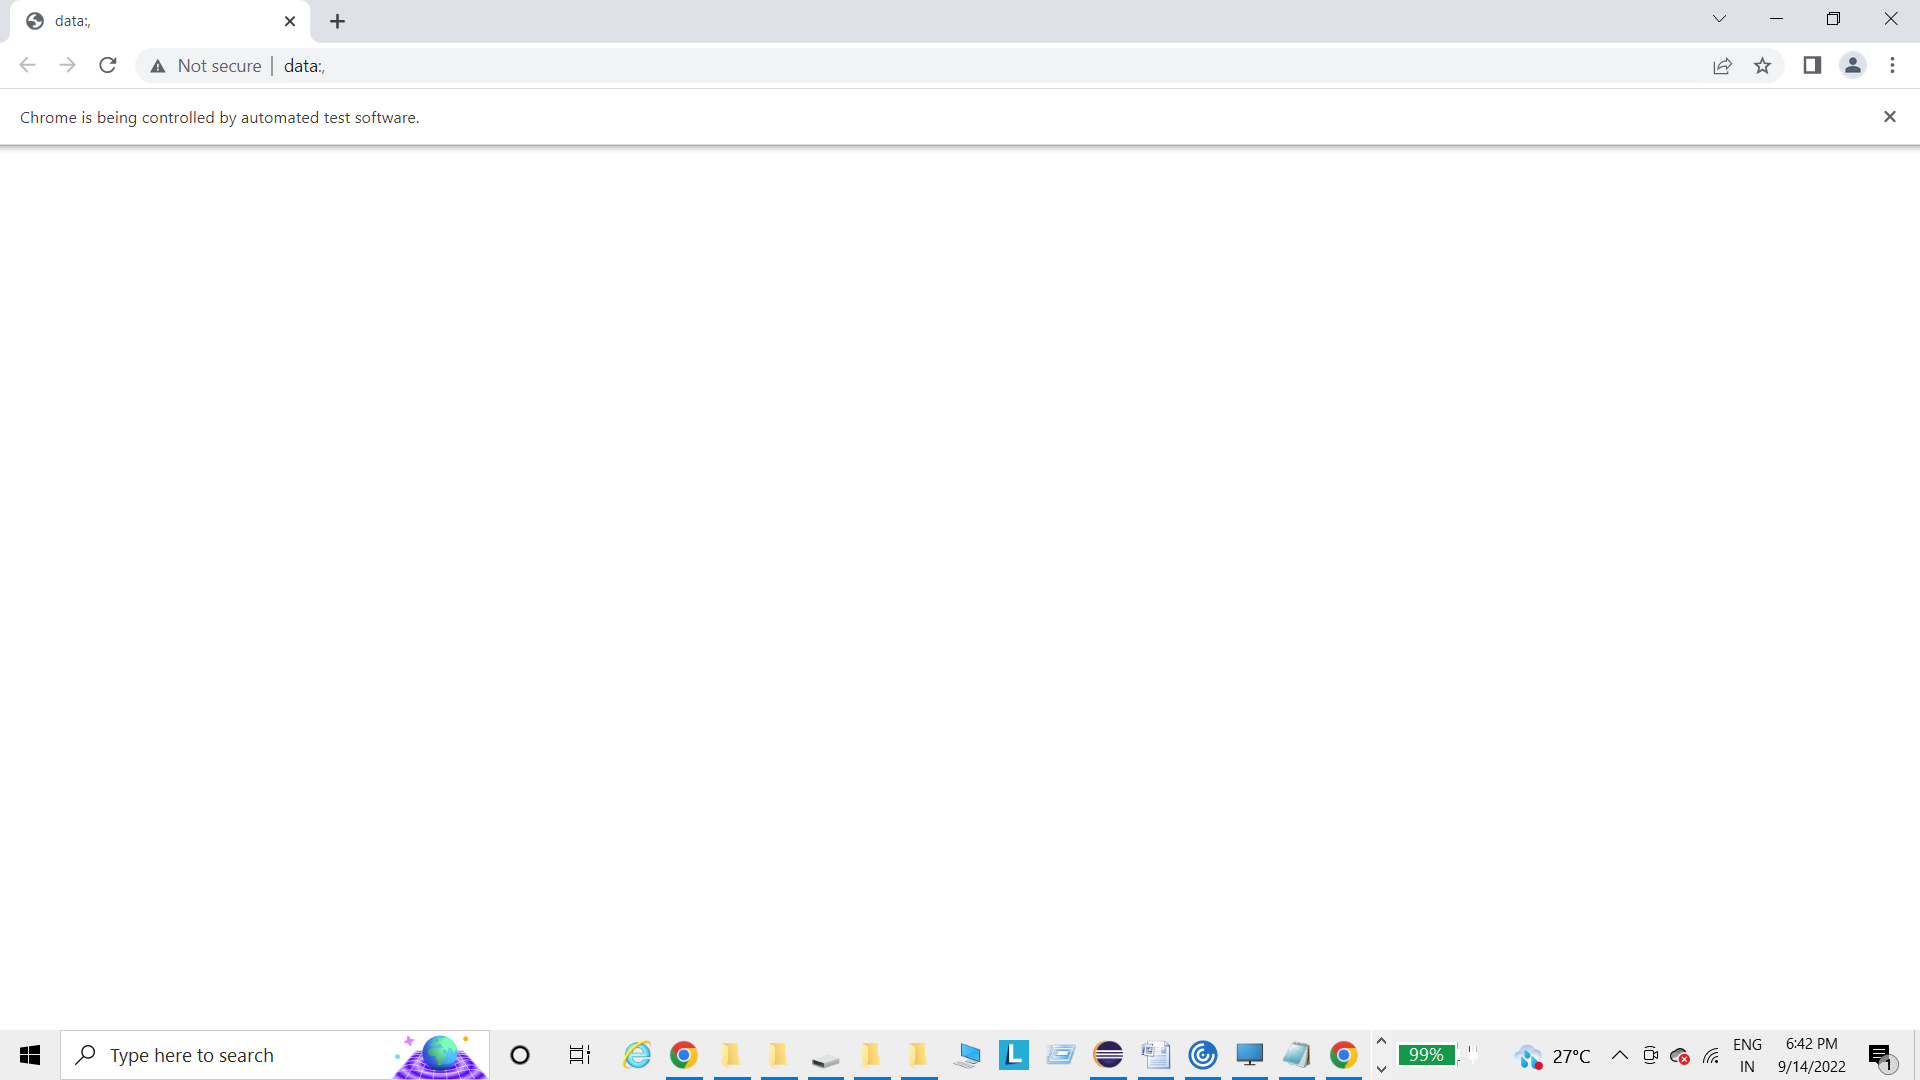 data:,
Not secure | data:,
Chrome is being controlled by automated test software.
Type here to search
L
99%
27°C
ENG
IN
6:42 PM
9/14/2022
1